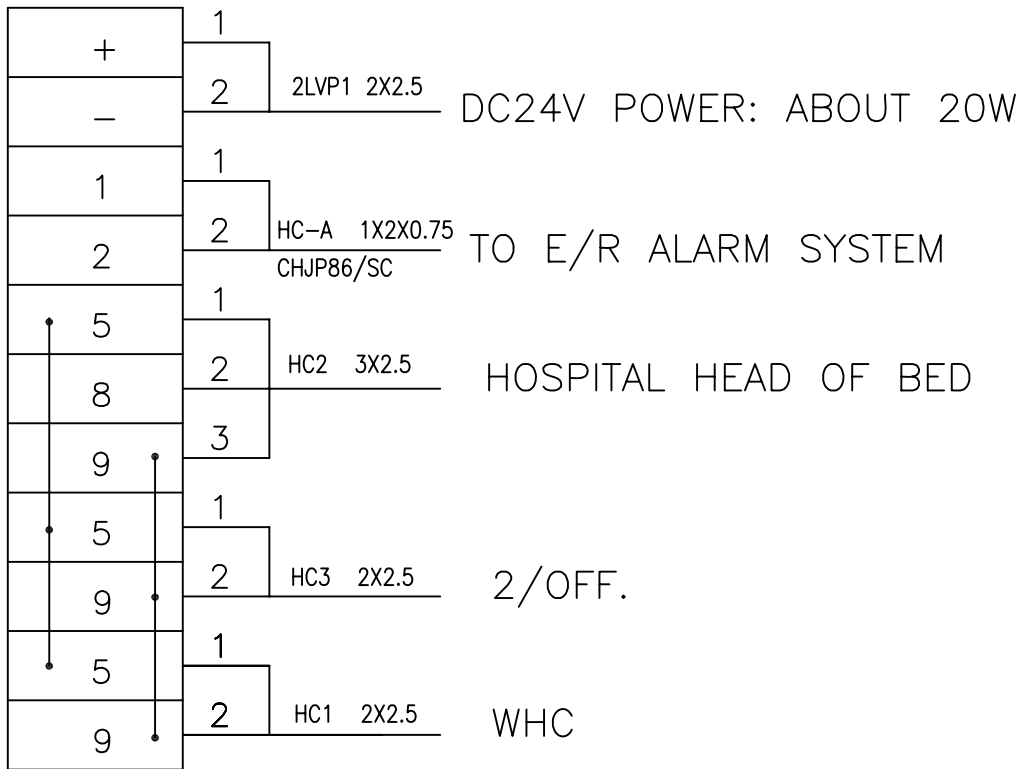 + 1
− 2 2LVP1 2X2.5 DC24V POWER: ABOUT 20W
1 1
2 2 HC−A 1X2X0.75 TO E/R ALARM SYSTEM
CHJP86/SC
5 1
8 2 HC2 3X2.5 HOSPITAL HEAD OF BED
9 3
5 1
9 2 HC3 2X2.5 2/OFF.
5 1
9 2 HC1 2X2.5 WHC